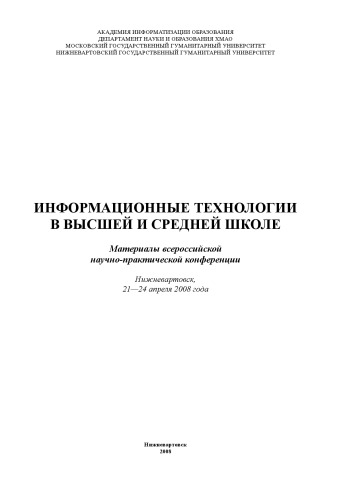 АКАДЕМИЯ ИНФОРМАТИЗАЦИИ ОБРАЗОВАНИЯ
ДЕПАРТАМЕНТ НАУКИ И ОБРАЗОВАНИЯ ХМАО
МОСКОВСКИЙ ГОСУДАРСТВЕННЫЙ ГУМАНИТАРНЫЙ УНИВЕРСИТЕТ
НИЖНЕВАРТОВСКИЙ ГОСУДАРСТВЕННЫЙ ГУМАНИТАРНЫЙ УНИВЕРСИТЕТ
ИНФОРМАЦИОННЫЕ ТЕХНОЛОГИИ
В ВЫСШЕЙ И СРЕДНЕЙ ШКОЛЕ
Материалы всероссийской
научно-практической конференции
Нижневартовск,
21—24 апреля 2008 года
Нижневартовск
2008